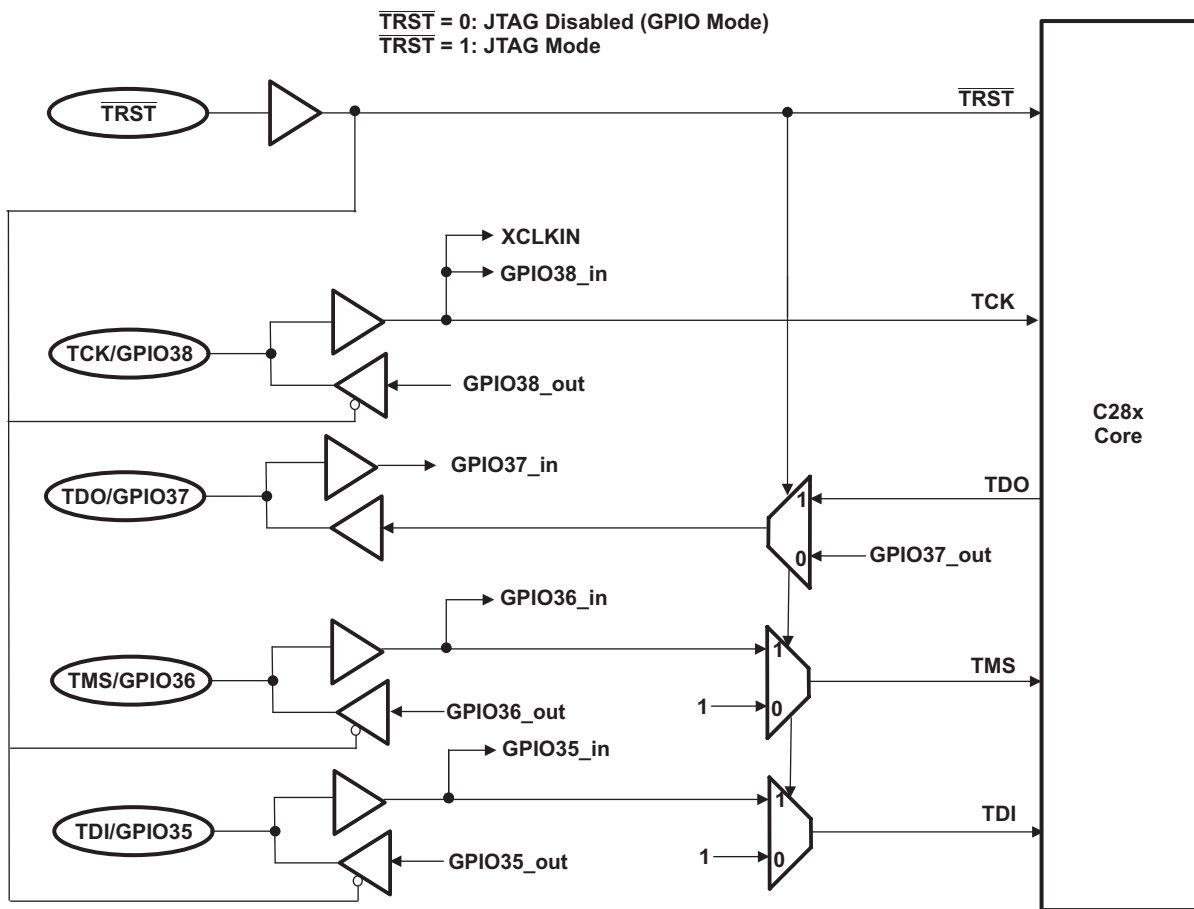 TRST = 0: JTAG Disabled (GPIO Mode)
TRST = 1: JTAG Mode
TRST
TRST
XCLKIN
GPIO38_in
TCK
TCK/GPIO38
GPIO38_out
C28x
Core
GPIO37_in
TDO/GPIO37
1
TDO
0
GPIO37_out
GPIO36_in
1
TMS/GPIO36
TMS
GPIO36_out
1
0
GPIO35_in
1
TDI/GPIO35
TDI
GPIO35_out
1
0